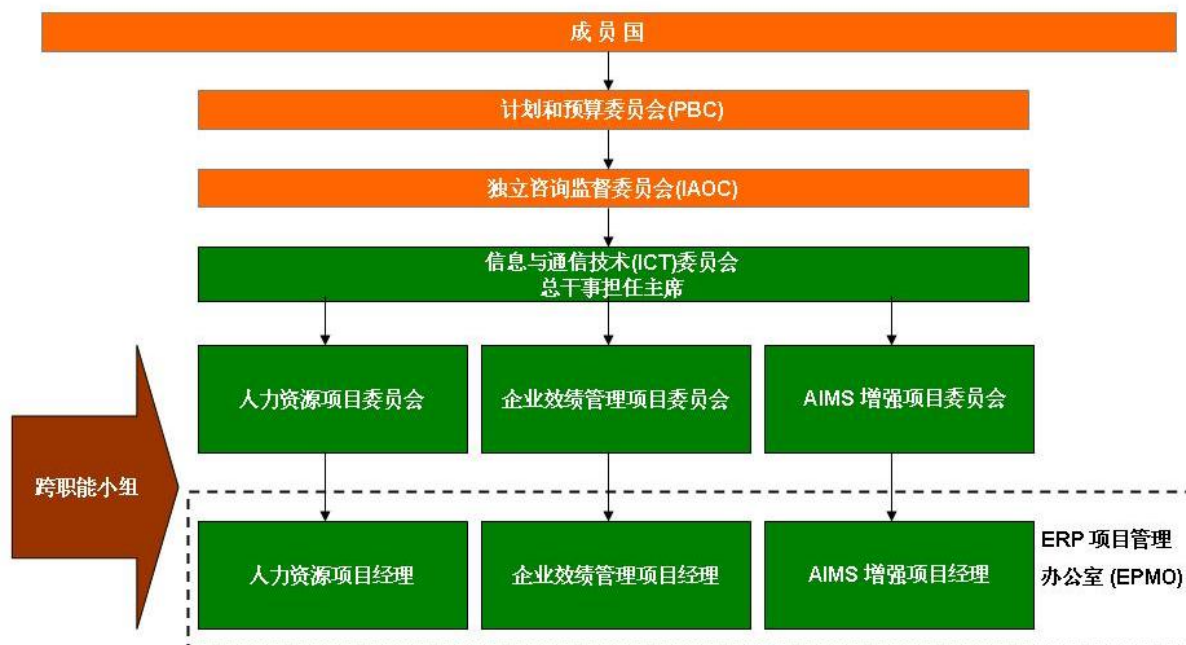 成员国
计划和预算委员会(PBC)
独立咨询监督委员会(IAOC)
信息与通信技术(ICT)委员会
总干事担任主席
人力资源项目委员会
企业效绩管理项目委员会
AIMS 增强项目委员会
跨职能小组
人力资源项目经理
企业效绩管理项目经理
AIMS 增强项目经理
ERP 项目管理
办公室 (EPMO)